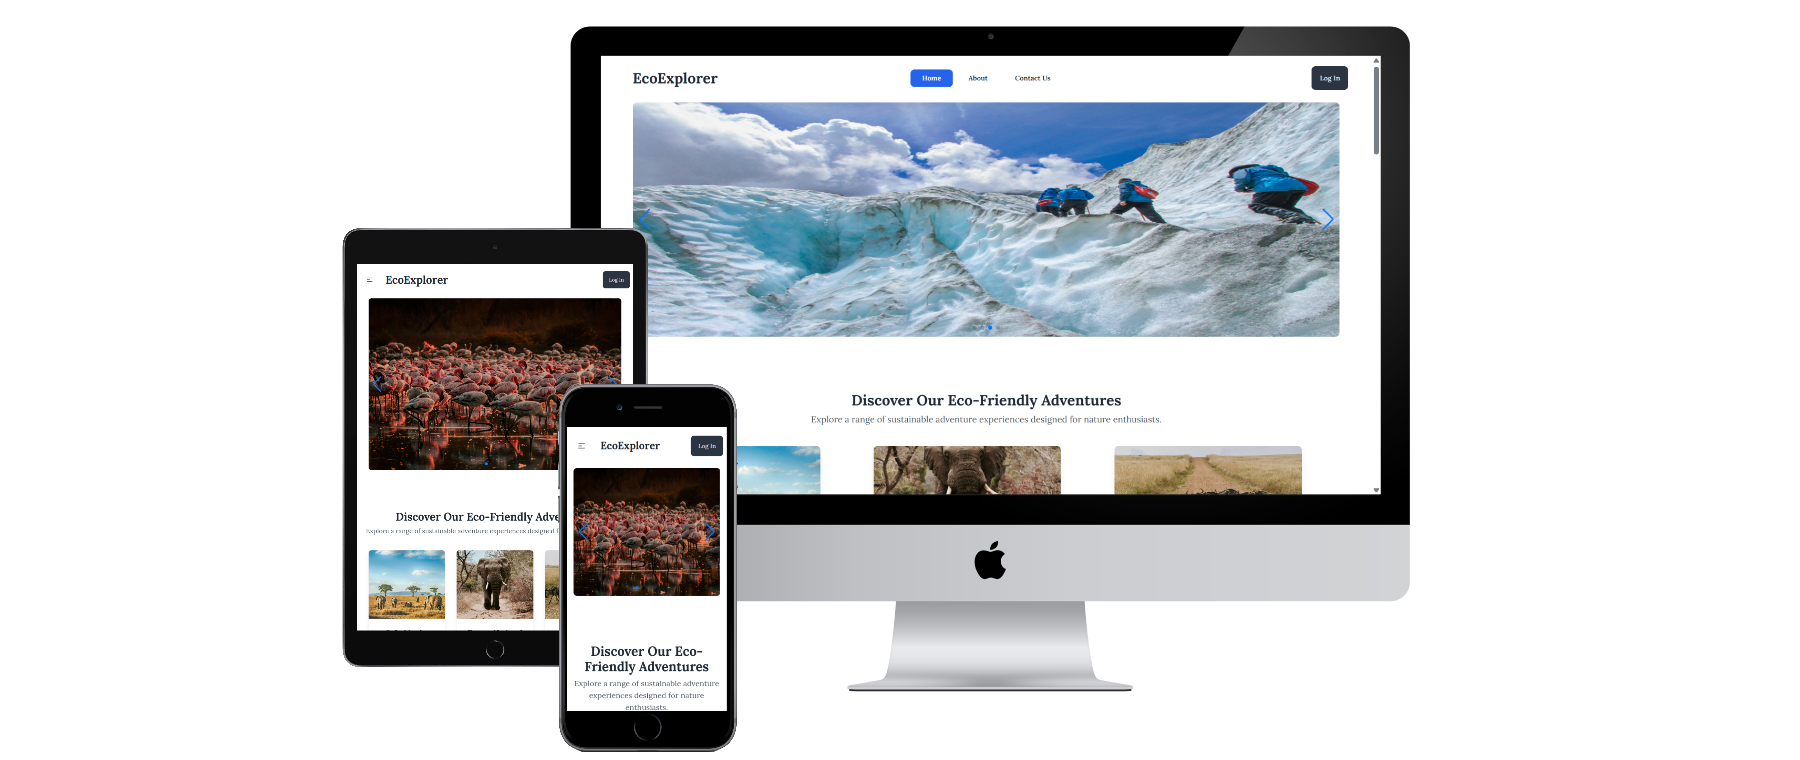 EcoExplorer
Home
About
Contact Us
Log In
Discover Our Eco-Friendly Adventures
Explore a range of sustainable adventure experiences designed for nature enthusiasts.
EcoExplorer
Log In
Discover Our Eco-Friendly Adve
Explore a range of sustainable adventure experiences designed f
EcoExplorer
Log In
Discover Our Eco-
Friendly Adventures
Explore a range of sustainable adventure
experiences designed for nature
enthusiasts.